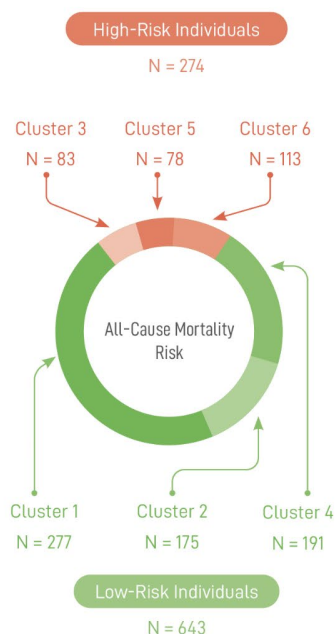 High-Risk Individuals
N = 274
Cluster 3
N = 83
Cluster 5
N = 78
Cluster 6
N = 113
All-Cause Mortality
Risk
Cluster 1
N = 277
Cluster 2
N = 175
Cluster 4
N = 191
Low-Risk Individuals
N = 643